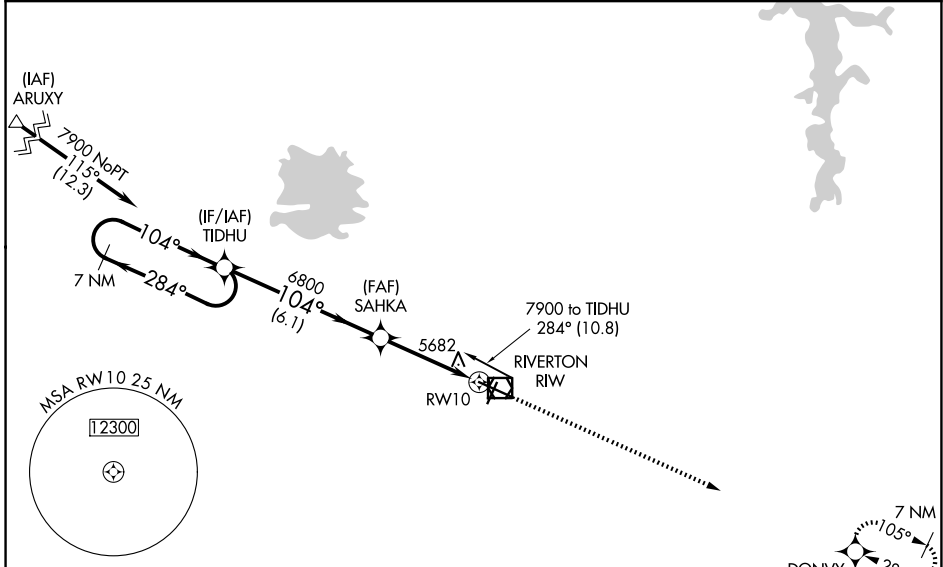 (IAF)
ARUXY
7900 NoPT
115°
(12.3)
(IF/IAF)
TIDHU
104°
7 NM
284°
6800
104°
(6.1)
(FAF)
SAHKA
7900 to TIDHU
284° (10.8)
5682
RIVERTON
RIW
RW10
MSA RW10 25 NM
12300
7 NM
105°